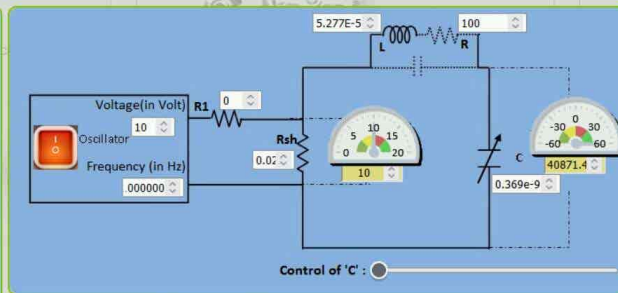 5.277E-5
100
L
R
Voltage(in Volt)
R1
0
10
Oscillator
Rsh
0.02
Frequency (in Hz)
.000000
0 5 10 15 20
10
C
-60 -30 0 30 60
40871.4
0.369e-9
Control of 'C' :